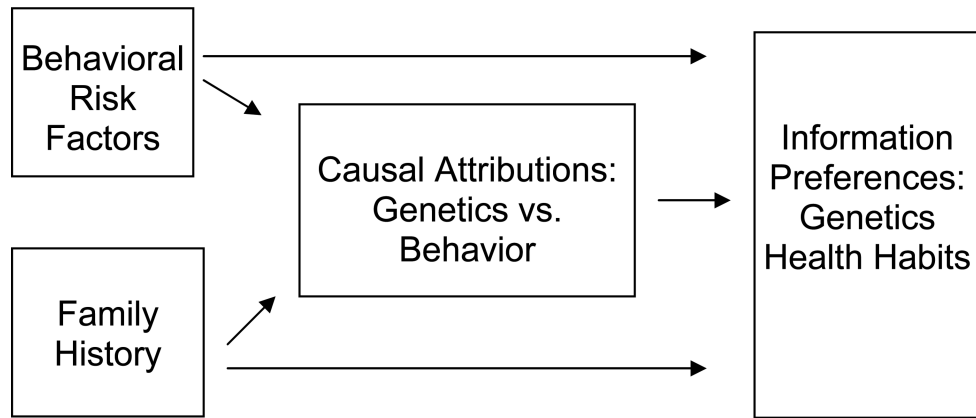 Behavioral
Risk
Factors
Causal Attributions:
Genetics vs.
Behavior
Information
Preferences:
Genetics
Health Habits
Family
History